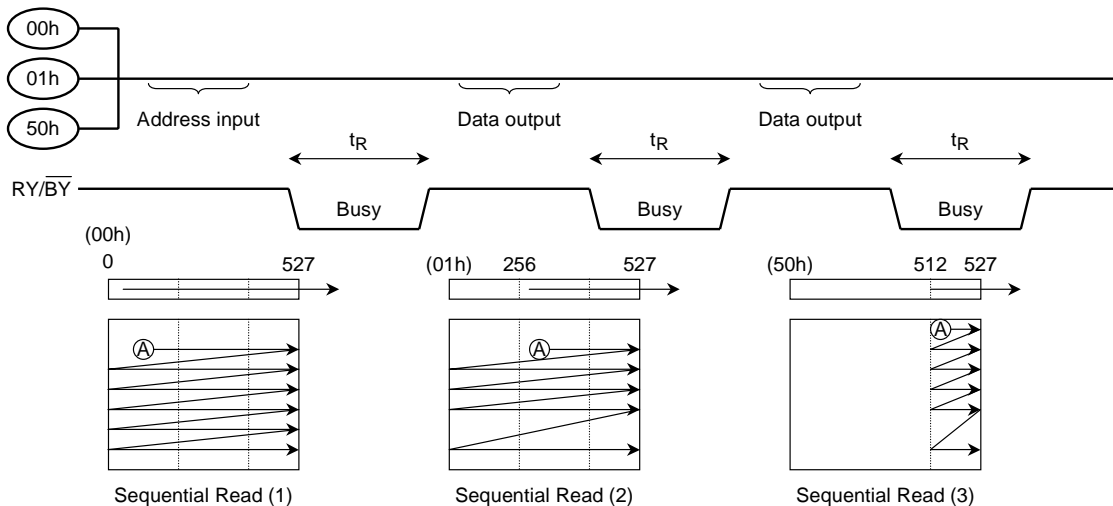 00h
01h
50h
Address input
Data output
Data output
tR
tR
tR
RY/BY
Busy
Busy
Busy
(00h)
0 527
(01h) 256 527
(50h) 512 527
A
A
A
Sequential Read (1)
Sequential Read (2)
Sequential Read (3)